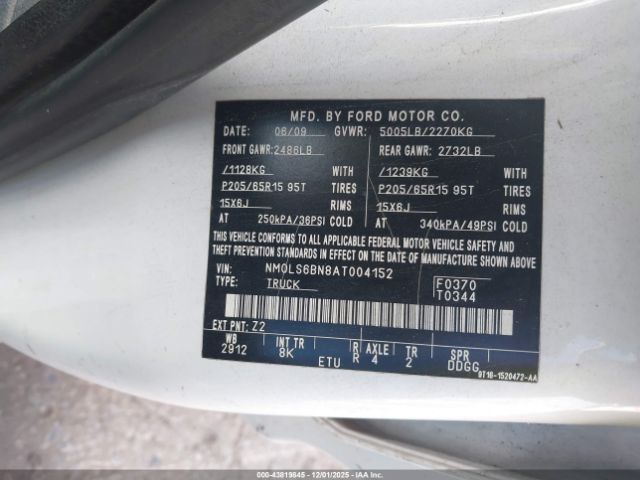 MFD. BY FORD MOTOR CO.
DATE: 06/09 GVWR: 5005LB/2270KG
FRONT GAWR: 2486LB REAR GAWR: 2732LB
/1128KG WITH /1239KG WITH
P205/65R15 95T TIRES P205/65R15 95T TIRES
15X6J RIMS 15X6J RIMS
AT 250kPA/36PSI COLD AT 340kPA/49PSI COLD
THIS VEHICLE CONFORMS TO ALL APPLICABLE FEDERAL MOTOR VEHICLE SAFETY AND
THEFT PREVENTION STANDARDS IN EFFECT ON THE DATE OF MANUFACTURE SHOWN ABOVE.
VIN: NM0LS6BN8AT004152 F0370
TYPE: TRUCK T0344
EXT PNT: Z2
WB INT TR R AXLE TR SPR
2912 8K R 4 2 DDGG
ETU
9T16-1520472-AA
000-43819845 12/01/2025 IAAI